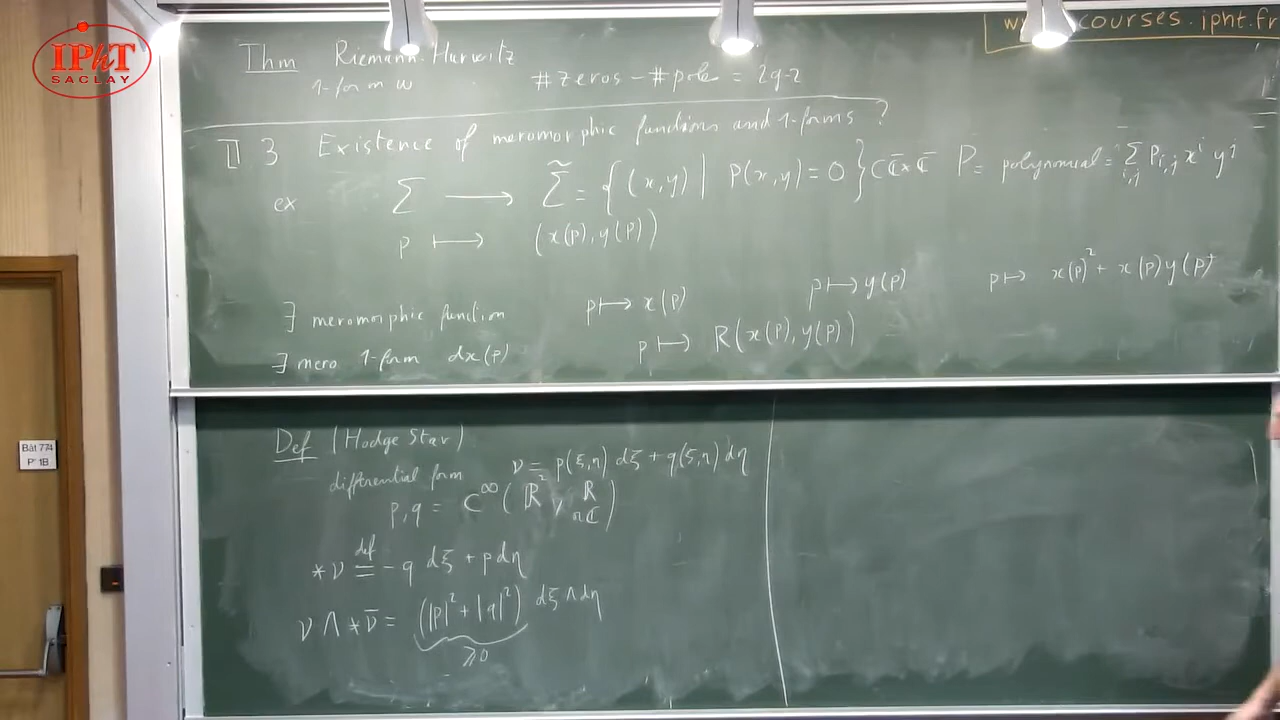 IPhT
SACLAY
courses.ipht.fr
Thm Riemann-Hurwitz
1-form ω #zeros - #poles = 2g-2
II 3 Existence of meromorphic functions and 1-forms ?
ex Σ ⟶ Σ̃ = { (x,y) | P(x,y) = 0 } ⊂ C̄×C̄ P = polynomial = Σ_{i,j} P_{i,j} x^i y^j
p ⟼ (x(p), y(p))
∃ meromorphic function p ⟼ x(p) p ⟼ y(p) p ⟼ x(p)² + x(p) y(p)
p ⟼ R(x(p), y(p))
∃ mero 1-form dx(p)
Def (Hodge Star)
differential form ν = p(ξ,η) dξ + q(ξ,η) dη
p,q = C^∞(ℝ², ℝ or ℂ)
*ν def= -q dξ + p dη
ν ∧ *ν̄ = (|p|² + |q|²) dξ ∧ dη
⩾0
Bât 774
P 1B